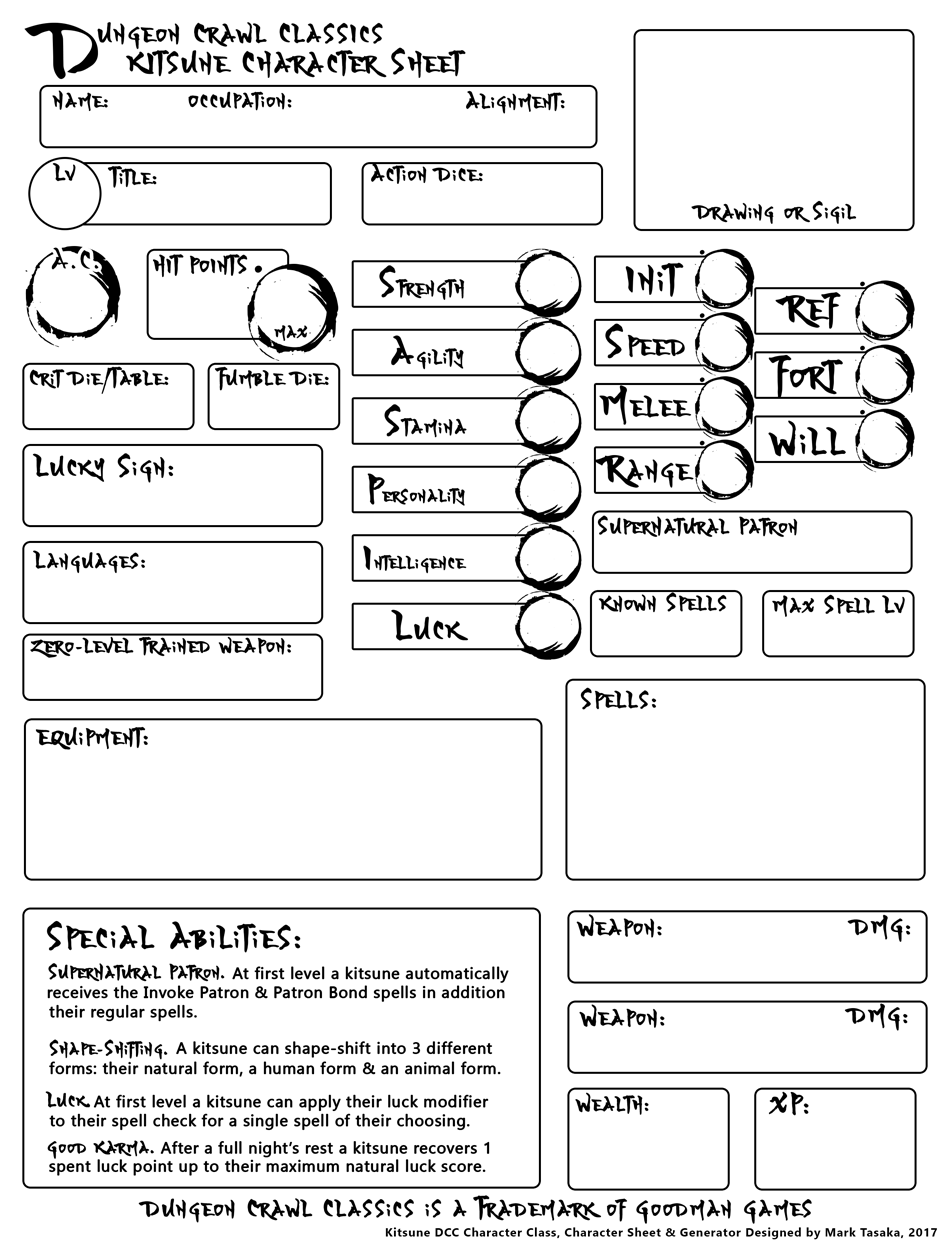 Dungeon Crawl Classics
Kitsune Character Sheet
Name: Occupation: Alignment:
Lv Title:
Action Dice:
Drawing or Sigil
A.C.
Hit Points
Max
Strength
Agility
Stamina
Personality
Intelligence
Luck
Init
Speed
Melee
Range
Ref
Fort
Will
Crit Die/Table:
Fumble Die:
Lucky Sign:
Languages:
Zero-Level Trained Weapon:
Supernatural Patron
Known Spells
Max Spell Lv
Equipment:
Spells:
Special Abilities:
Supernatural Patron. At first level a kitsune automatically
receives the Invoke Patron & Patron Bond spells in addition
their regular spells.
Shape-Shifting. A kitsune can shape-shift into 3 different
forms: their natural form, a human form & an animal form.
Luck. At first level a kitsune can apply their luck modifier
to their spell check for a single spell of their choosing.
Good Karma. After a full night's rest a kitsune recovers 1
spent luck point up to their maximum natural luck score.
Weapon: DMG:
Weapon: DMG:
Wealth:
XP:
Dungeon Crawl Classics is a Trademark of Goodman Games
Kitsune DCC Character Class, Character Sheet & Generator Designed by Mark Tasaka, 2017